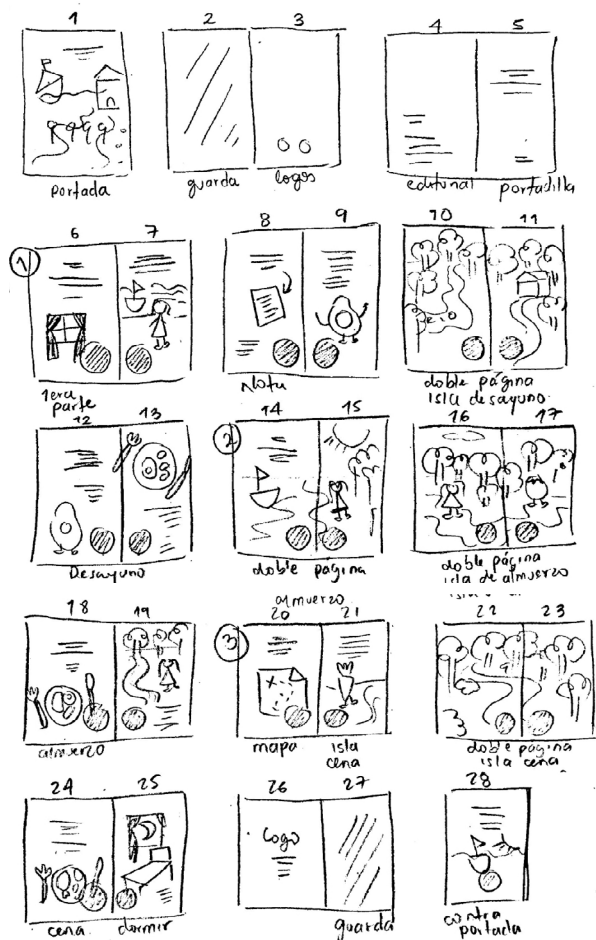 1
2 3
4 5
portada
guarda logos
editorial portadilla
6 7
8 9
10 11
1
1era
parte
Nota
doble página
isla desayuno
12 13
14 15
16 17
2
Desayuno
doble página
almuerzo
doble página
isla de almuerzo
18 19
20 21
22 23
3
almuerzo
mapa isla
cena
doble página
isla cena
24 25
26 27
28
Logo
cena dormir
guarda
contra
portada